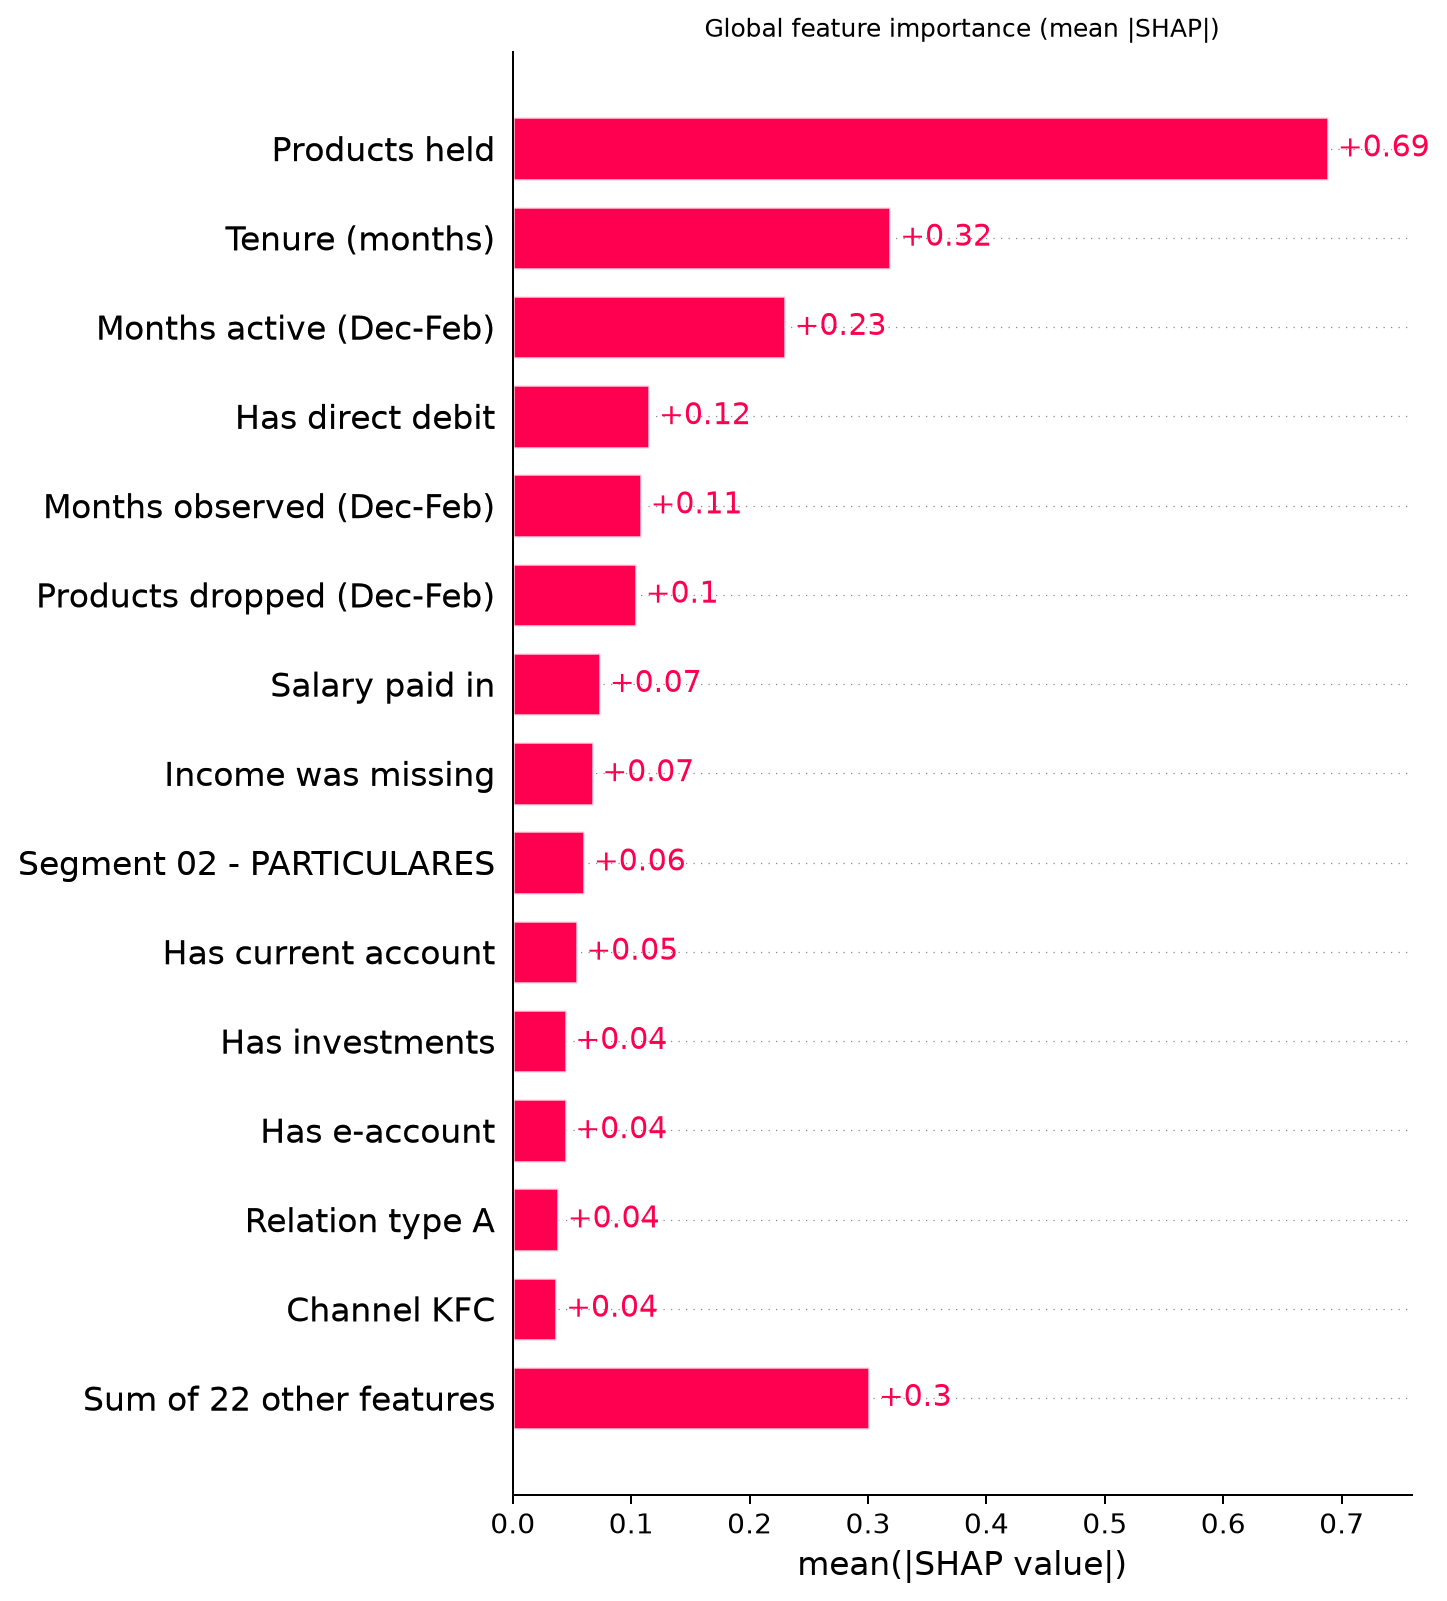 Global feature importance (mean |SHAP|)
Products held +0.69
Tenure (months) +0.32
Months active (Dec-Feb) +0.23
Has direct debit +0.12
Months observed (Dec-Feb) +0.11
Products dropped (Dec-Feb) +0.1
Salary paid in +0.07
Income was missing +0.07
Segment 02 - PARTICULARES +0.06
Has current account +0.05
Has investments +0.04
Has e-account +0.04
Relation type A +0.04
Channel KFC +0.04
Sum of 22 other features +0.3
0.0 0.1 0.2 0.3 0.4 0.5 0.6 0.7
mean(|SHAP value|)